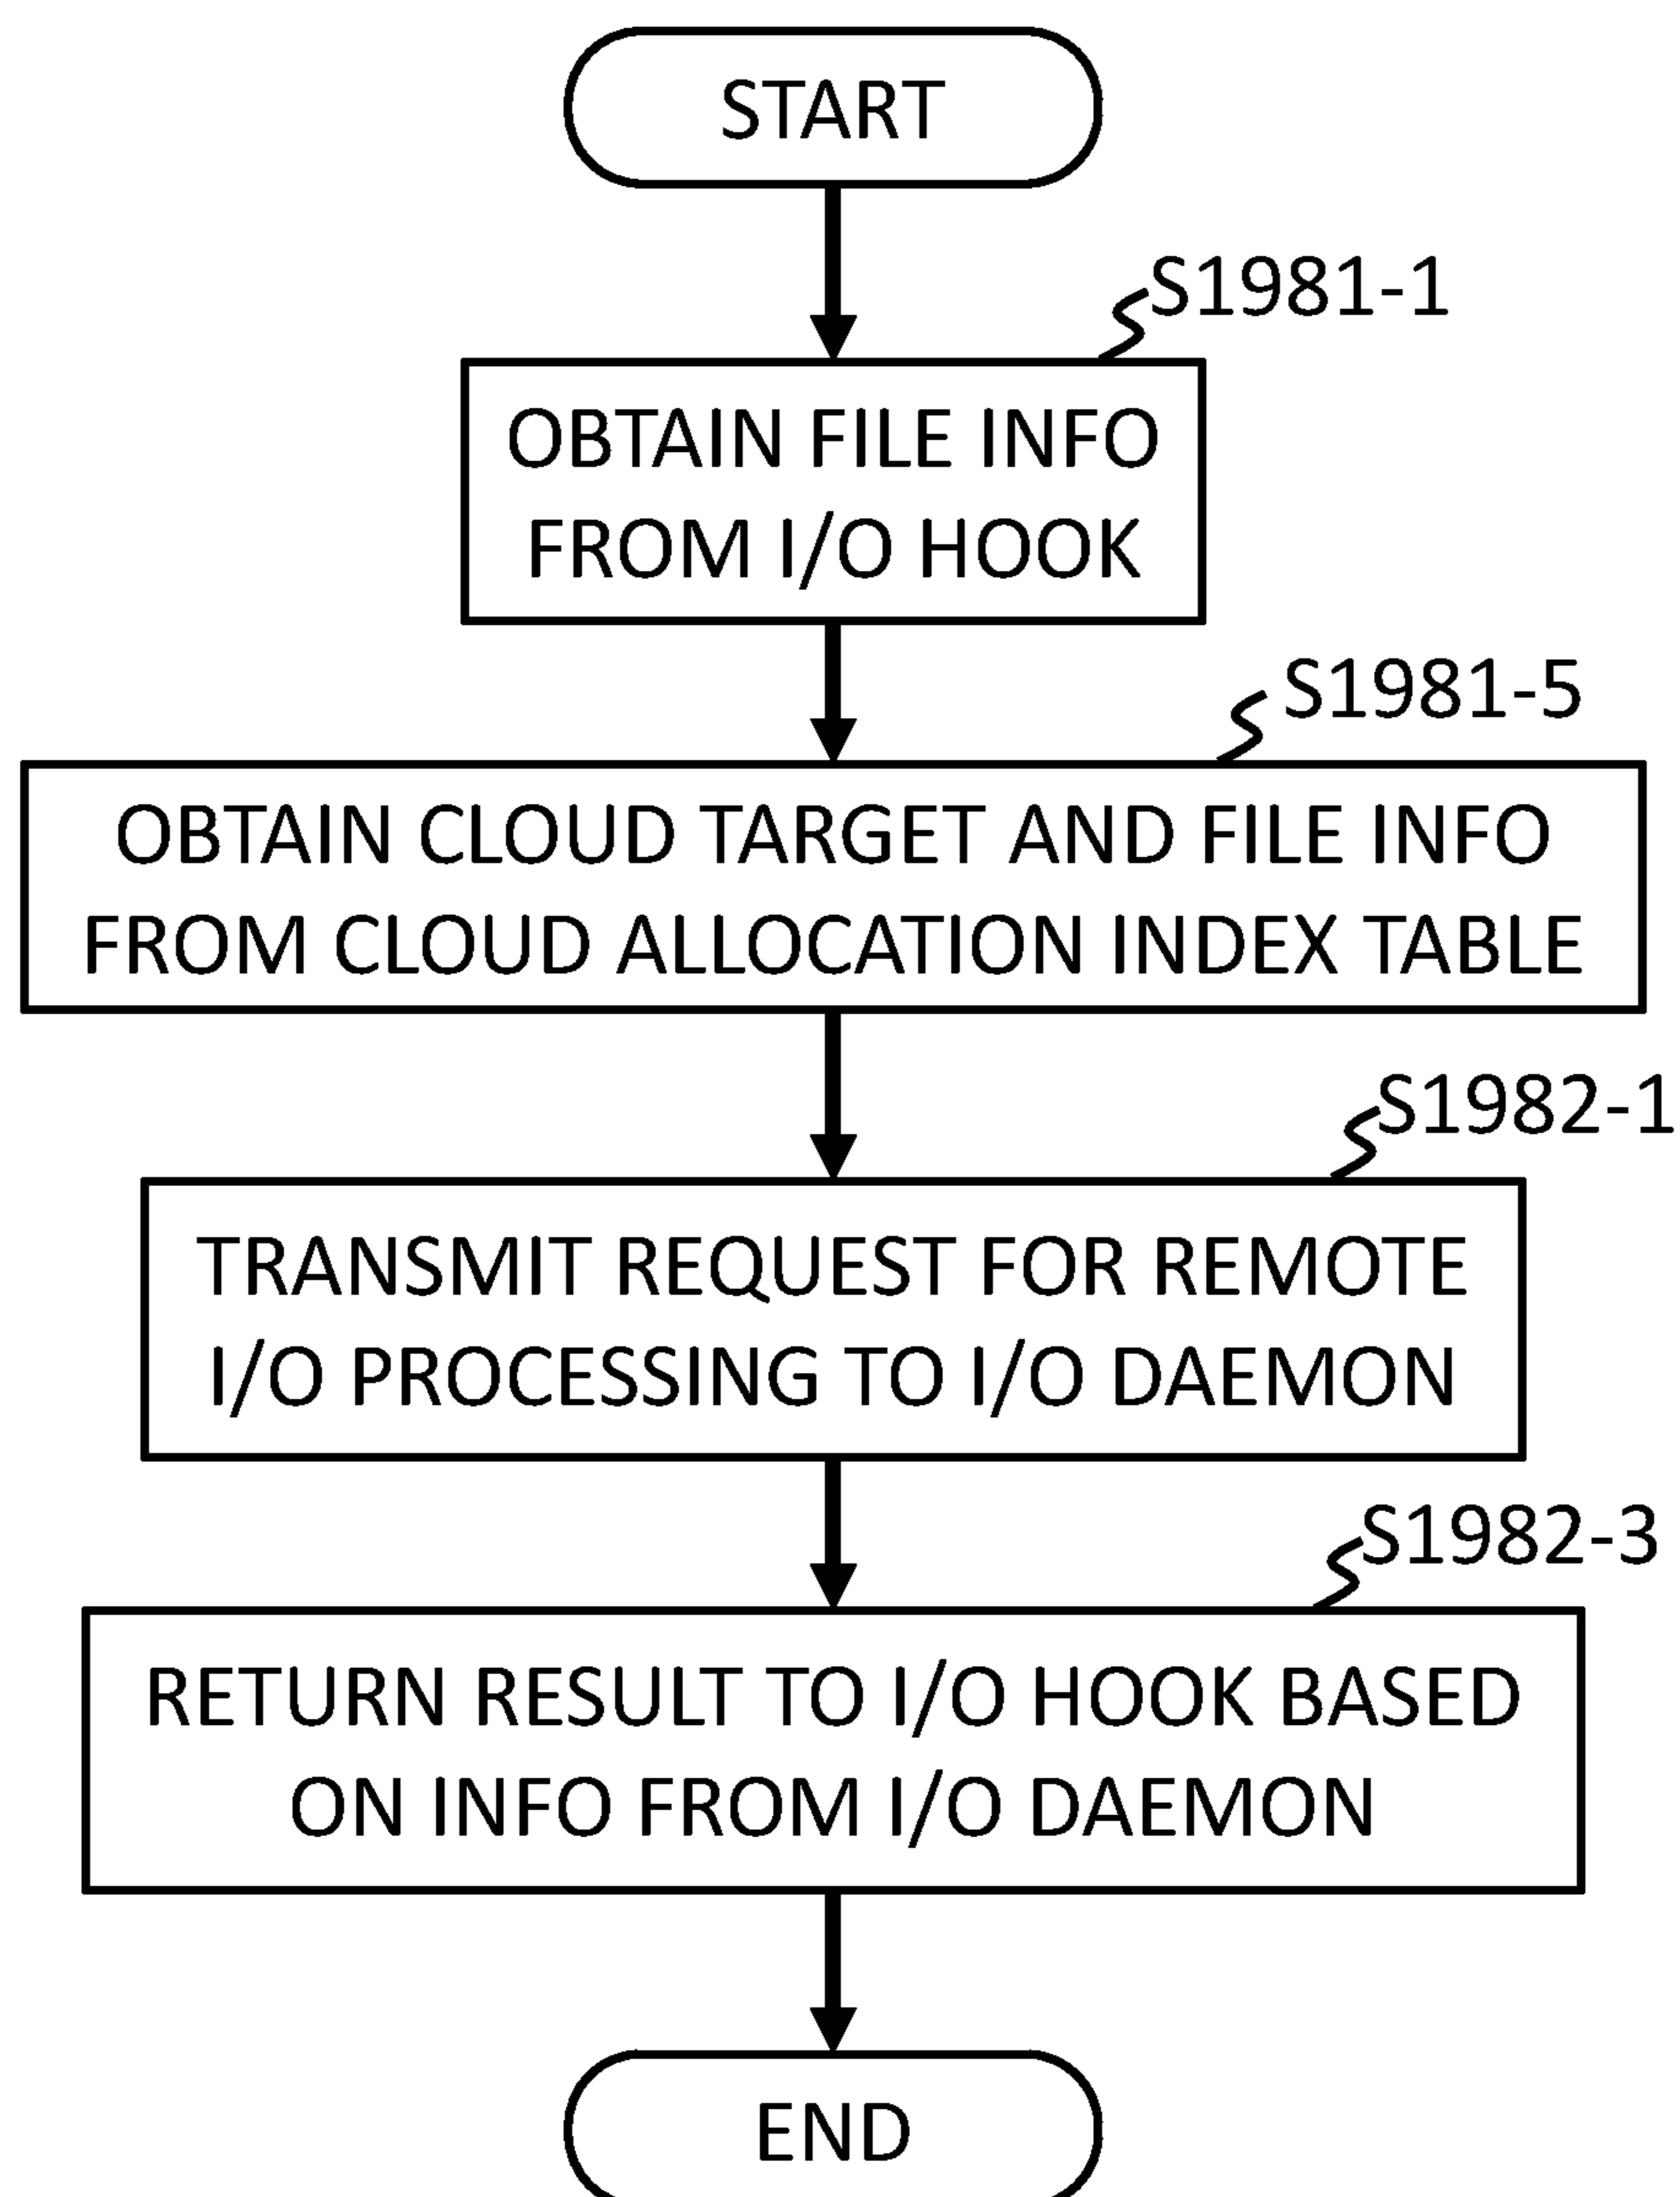 START
S1981-1
OBTAIN FILE INFO
FROM I/O HOOK
S1981-5
OBTAIN CLOUD TARGET AND FILE INFO
FROM CLOUD ALLOCATION INDEX TABLE
S1982-1
TRANSMIT REQUEST FOR REMOTE
I/O PROCESSING TO I/O DAEMON
S1982-3
RETURN RESULT TO I/O HOOK BASED
ON INFO FROM I/O DAEMON
END